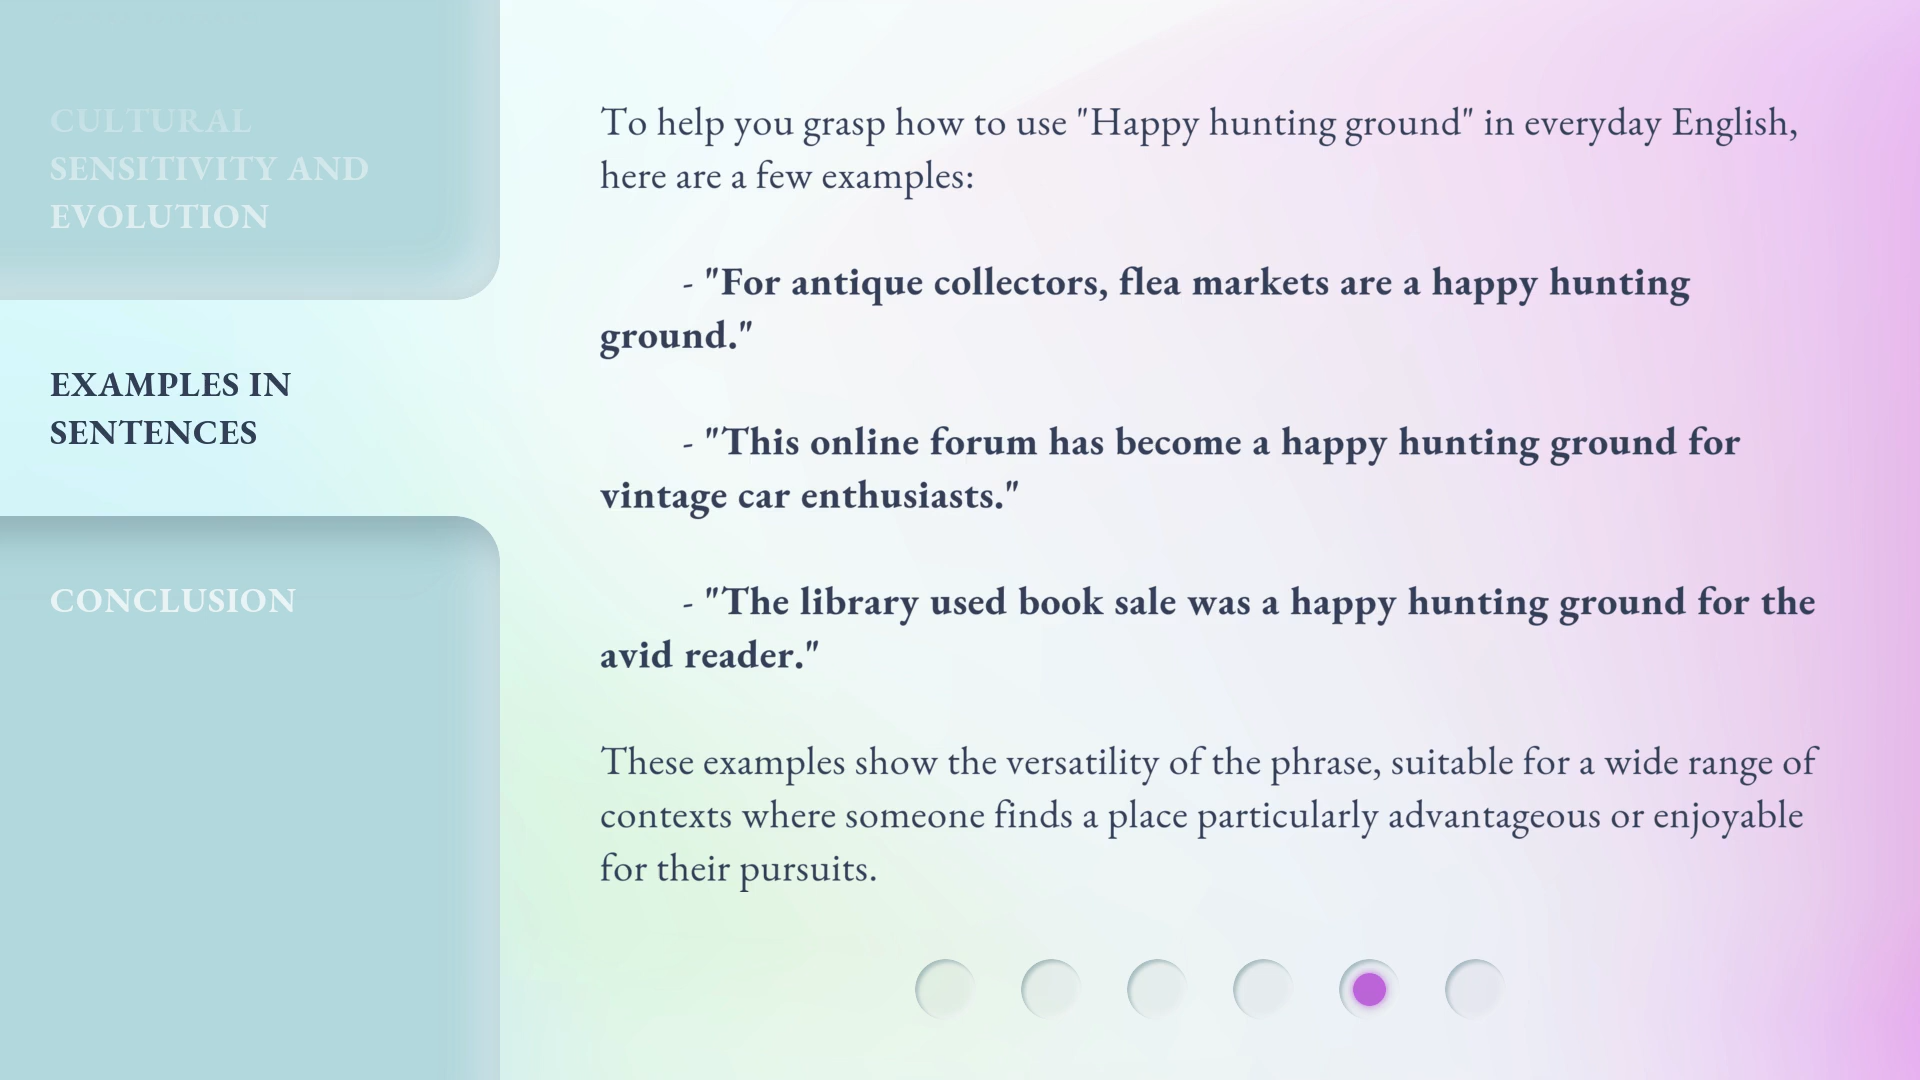 CULTURAL
SENSITIVITY AND
EVOLUTION
EXAMPLES IN
SENTENCES
CONCLUSION
To help you grasp how to use "Happy hunting ground" in everyday English,
here are a few examples:
- "For antique collectors, flea markets are a happy hunting
ground."
- "This online forum has become a happy hunting ground for
vintage car enthusiasts."
- "The library used book sale was a happy hunting ground for the
avid reader."
These examples show the versatility of the phrase, suitable for a wide range of
contexts where someone finds a place particularly advantageous or enjoyable
for their pursuits.